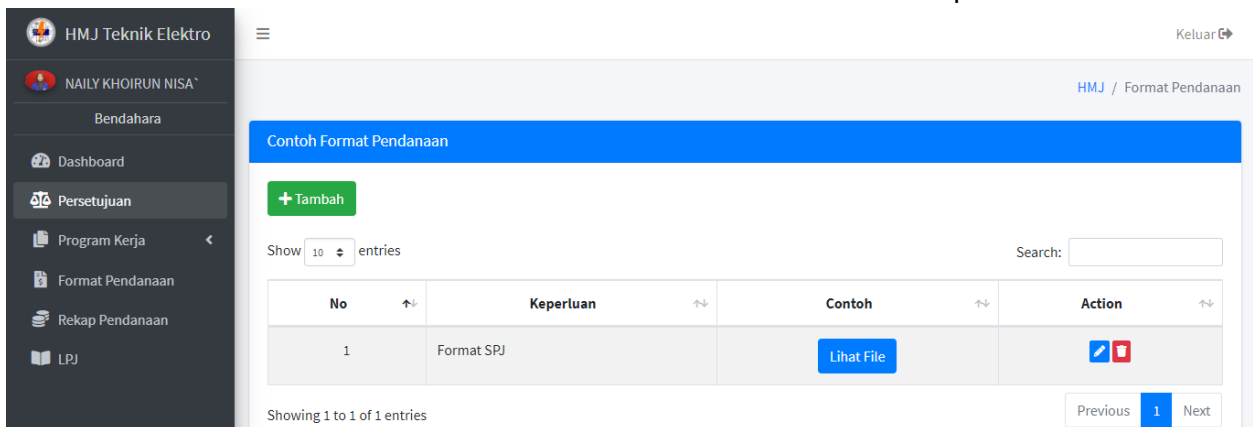 HMJ Teknik Elektro
Keluar
NAILY KHOIRUN NISA`
HMJ / Format Pendanaan
Bendahara
Contoh Format Pendanaan
Dashboard
Persetujuan
Tambah
Program Kerja
Show 10 entries
Search:
Format Pendanaan
No Keperluan Contoh Action
Rekap Pendanaan
1 Format SPJ Lihat File
LPJ
Showing 1 to 1 of 1 entries
Previous 1 Next